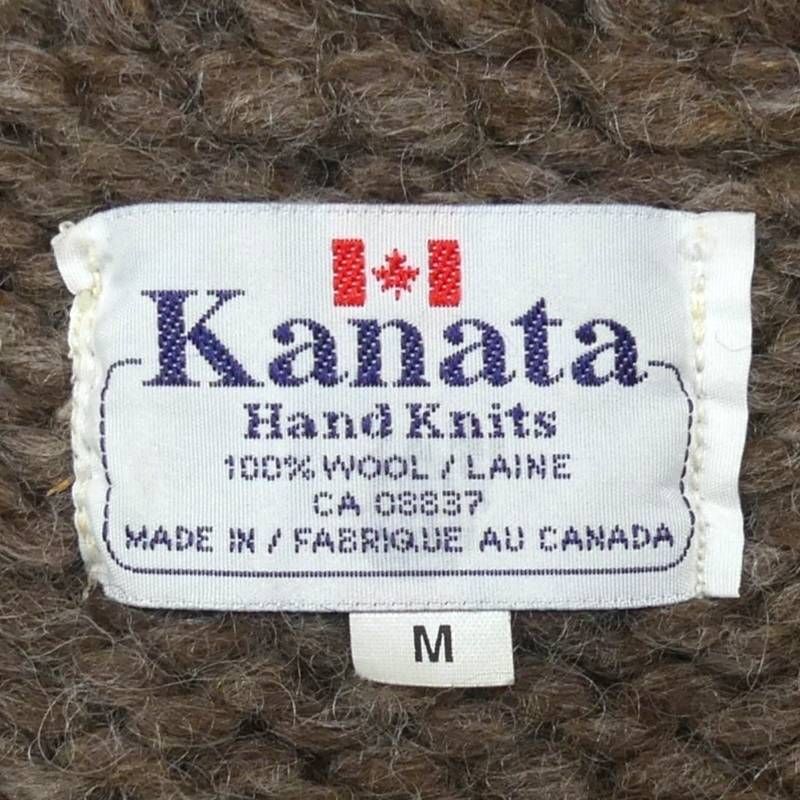 Kanata
Hand Knits
100% WOOL / LAINE
CA 08837
MADE IN / FABRIQUE AU CANADA
M